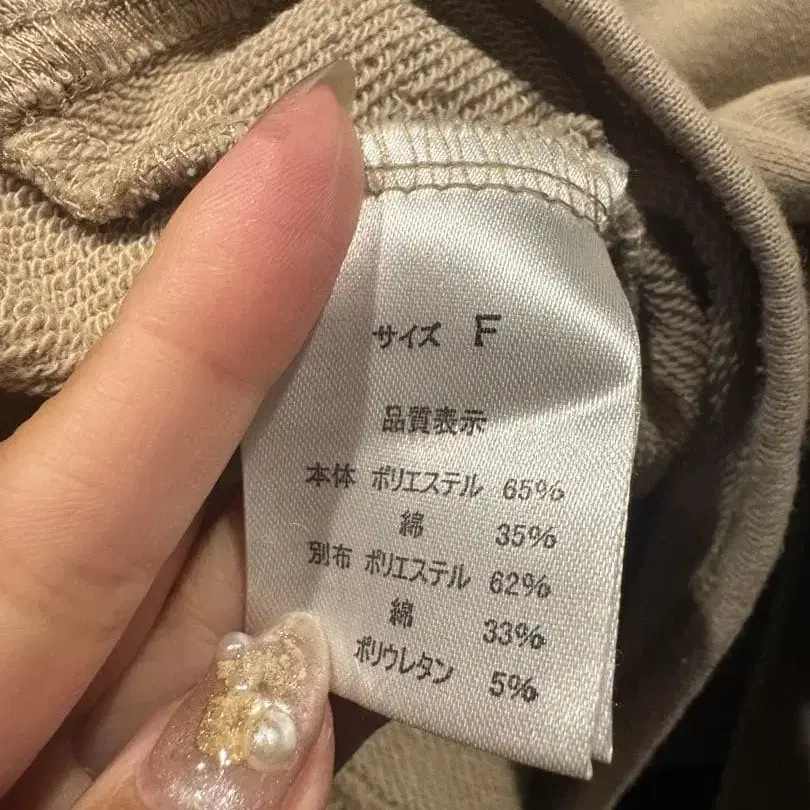 サイズ F
品質表示
本体 ポリエステル 65%
綿 35%
別布 ポリエステル 62%
綿 33%
ポリウレタン 5%